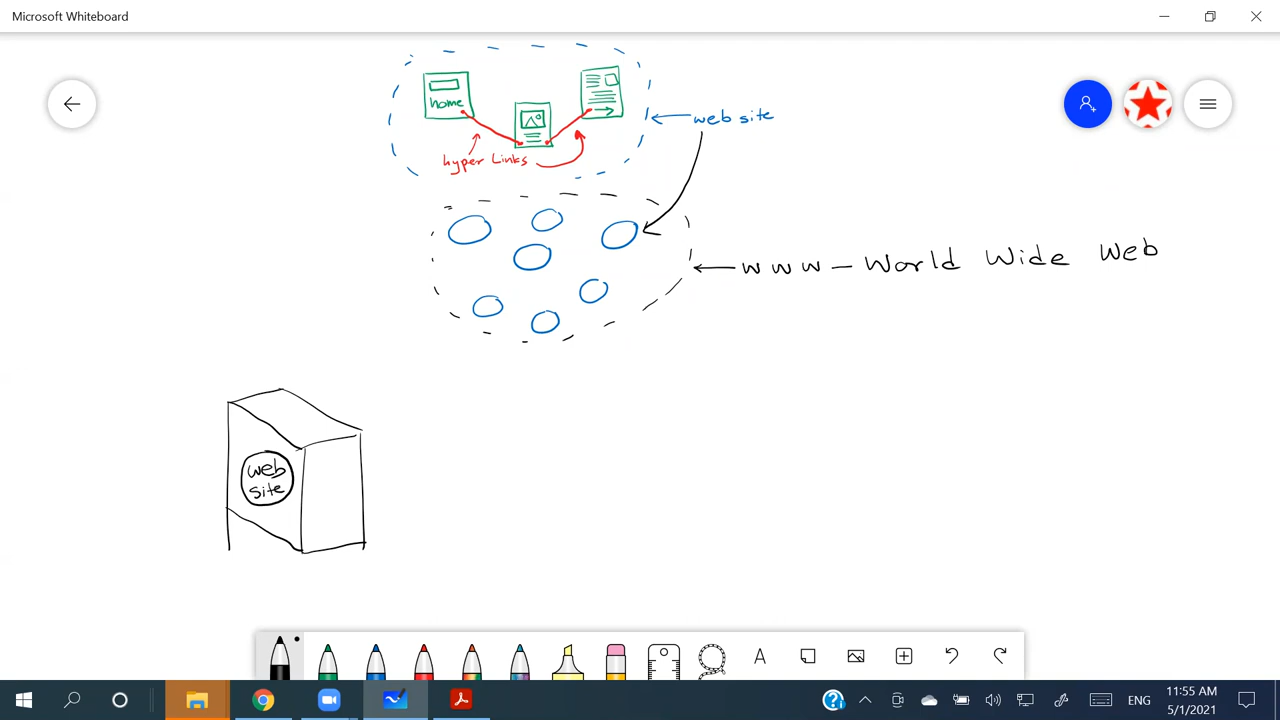 Microsoft Whiteboard
home
web site
hyper Links
w w w – World Wide Web
web
site
A
ENG
11:55 AM
5/1/2021